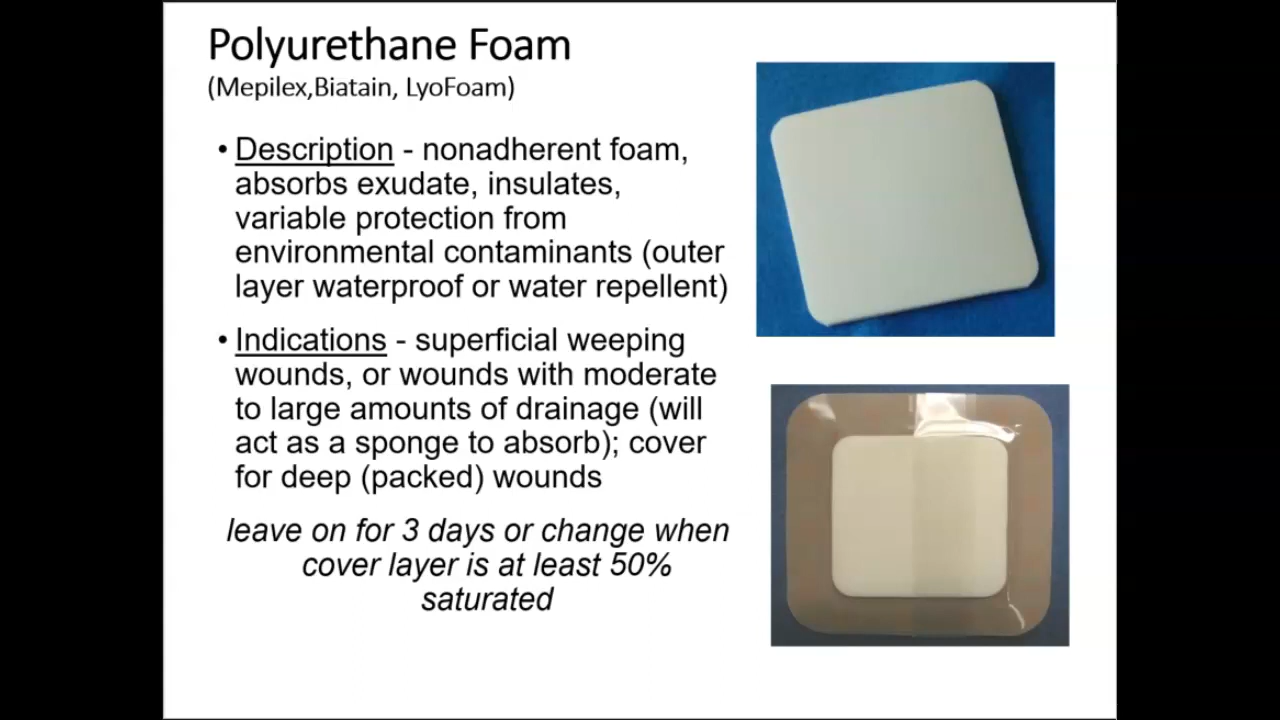 Polyurethane Foam
(Mepilex,Biatain, LyoFoam)
• Description - nonadherent foam,
absorbs exudate, insulates,
variable protection from
environmental contaminants (outer
layer waterproof or water repellent)
• Indications - superficial weeping
wounds, or wounds with moderate
to large amounts of drainage (will
act as a sponge to absorb); cover
for deep (packed) wounds
leave on for 3 days or change when
cover layer is at least 50%
saturated